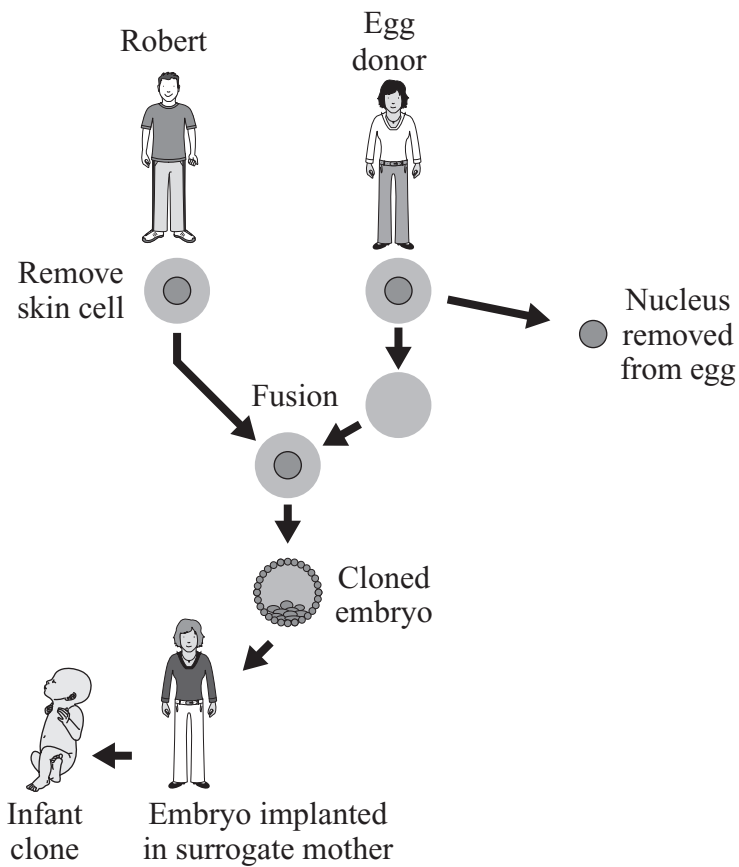 Robert
Egg
donor
Remove
skin cell
Nucleus
removed
from egg
Fusion
Cloned
embryo
Infant
clone
Embryo implanted
in surrogate mother